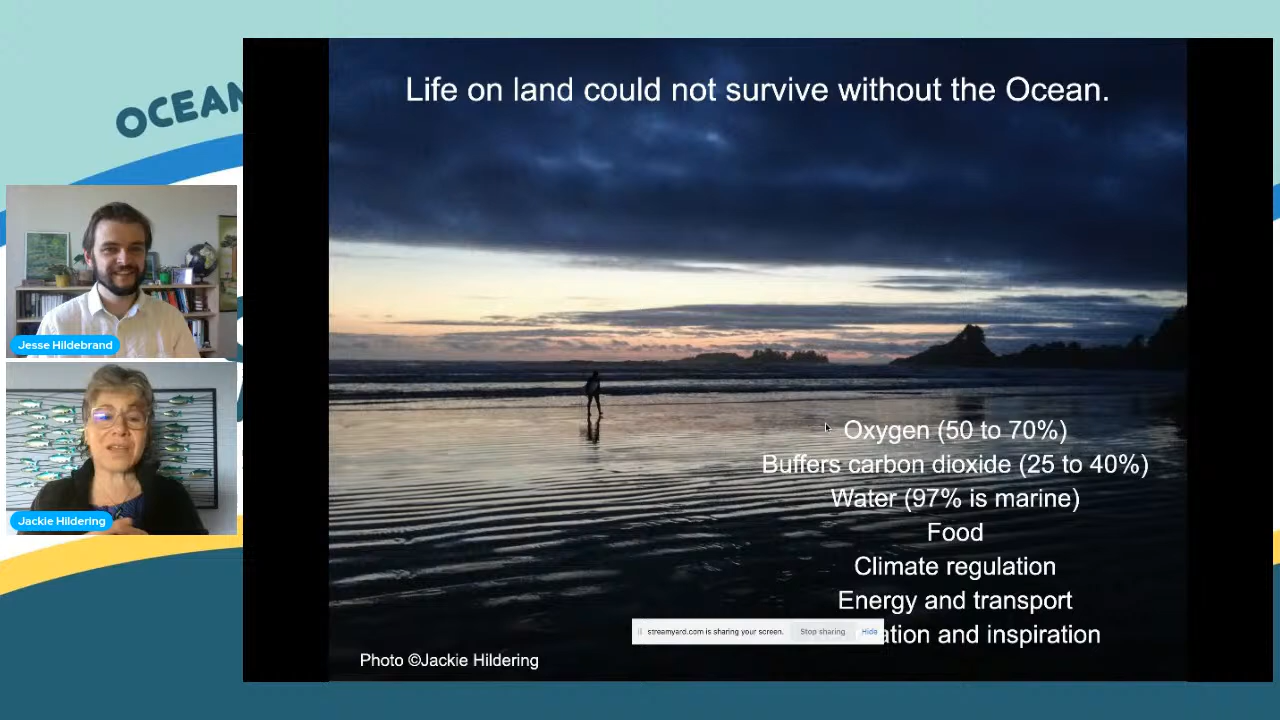 OCEAN
Life on land could not survive without the Ocean.
Jesse Hildebrand
Jackie Hildering
Oxygen (50 to 70%)
Buffers carbon dioxide (25 to 40%)
Water (97% is marine)
Food
Climate regulation
Energy and transport
ation and inspiration
streamyard.com is sharing your screen. Stop sharing Hide
Photo ©Jackie Hildering